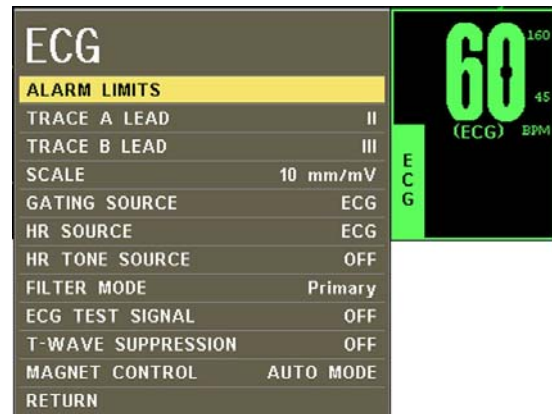 ECG
ALARM LIMITS
TRACE A LEAD II
TRACE B LEAD III
SCALE 10 mm/mV
GATING SOURCE ECG
HR SOURCE ECG
HR TONE SOURCE OFF
FILTER MODE Primary
ECG TEST SIGNAL OFF
T-WAVE SUPPRESSION OFF
MAGNET CONTROL AUTO MODE
RETURN
60 160
45
(ECG) BPM
ECG